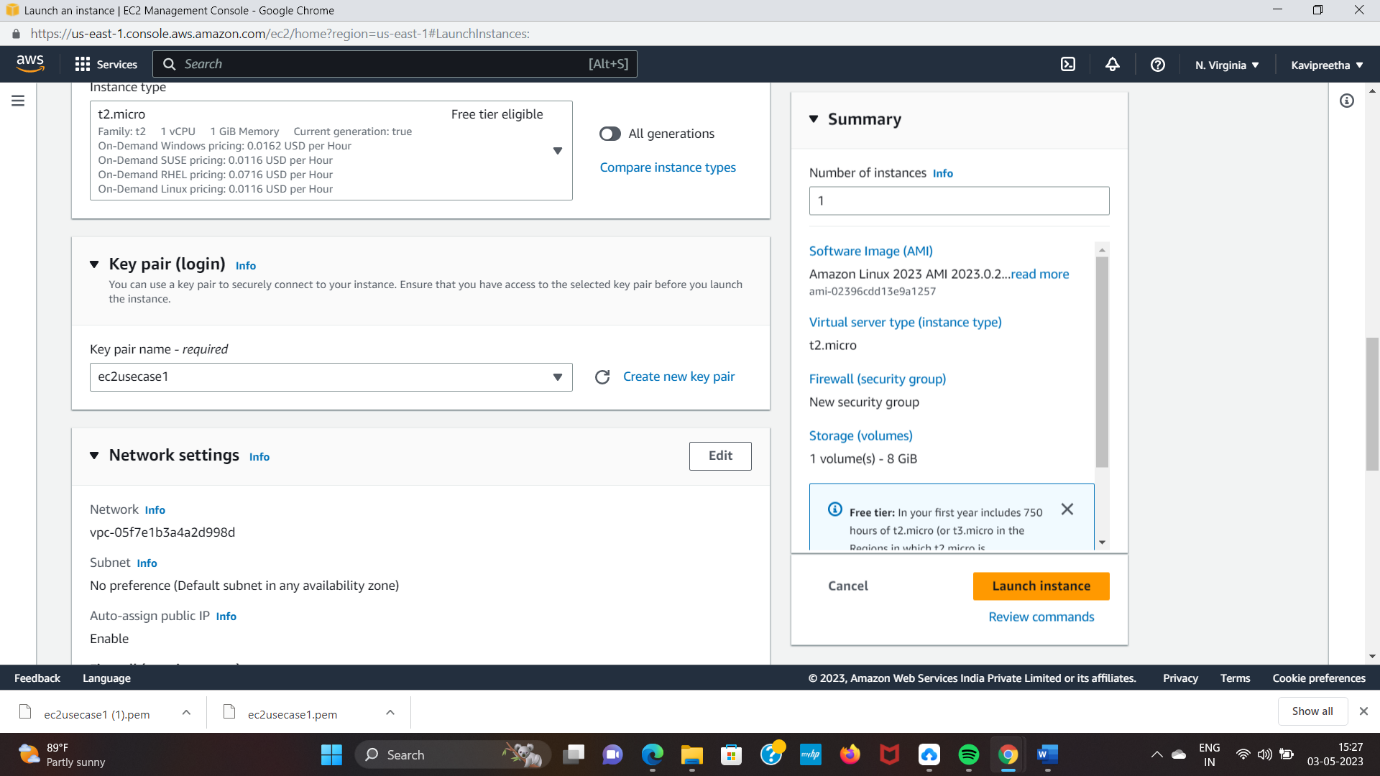 Launch an instance | EC2 Management Console - Google Chrome
https://us-east-1.console.aws.amazon.com/ec2/home?region=us-east-1#LaunchInstances:
aws
Services
Search
[Alt+S]
N. Virginia
Kavipreetha
Instance type
t2.micro
Free tier eligible
Family: t2 1 vCPU 1 GiB Memory Current generation: true
On-Demand Windows pricing: 0.0162 USD per Hour
On-Demand SUSE pricing: 0.0116 USD per Hour
On-Demand RHEL pricing: 0.0716 USD per Hour
On-Demand Linux pricing: 0.0116 USD per Hour
All generations
Compare instance types
Key pair (login) Info
You can use a key pair to securely connect to your instance. Ensure that you have access to the selected key pair before you launch
the instance.
Key pair name - required
ec2usecase1
Create new key pair
Network settings Info
Edit
Network Info
vpc-05f7e1b3a4a2d998d
Subnet Info
No preference (Default subnet in any availability zone)
Auto-assign public IP Info
Enable
Summary
Number of instances Info
1
Software Image (AMI)
Amazon Linux 2023 AMI 2023.0.2...read more
ami-02396cdd13e9a1257
Virtual server type (instance type)
t2.micro
Firewall (security group)
New security group
Storage (volumes)
1 volume(s) - 8 GiB
Free tier: In your first year includes 750
hours of t2.micro (or t3.micro in the
Regions in which t2.micro is
Cancel
Launch instance
Review commands
Feedback
Language
© 2023, Amazon Web Services India Private Limited or its affiliates.
Privacy
Terms
Cookie preferences
ec2usecase1 (1).pem
ec2usecase1.pem
Show all
89°F
Partly sunny
Search
myhp
ENG
IN
15:27
03-05-2023